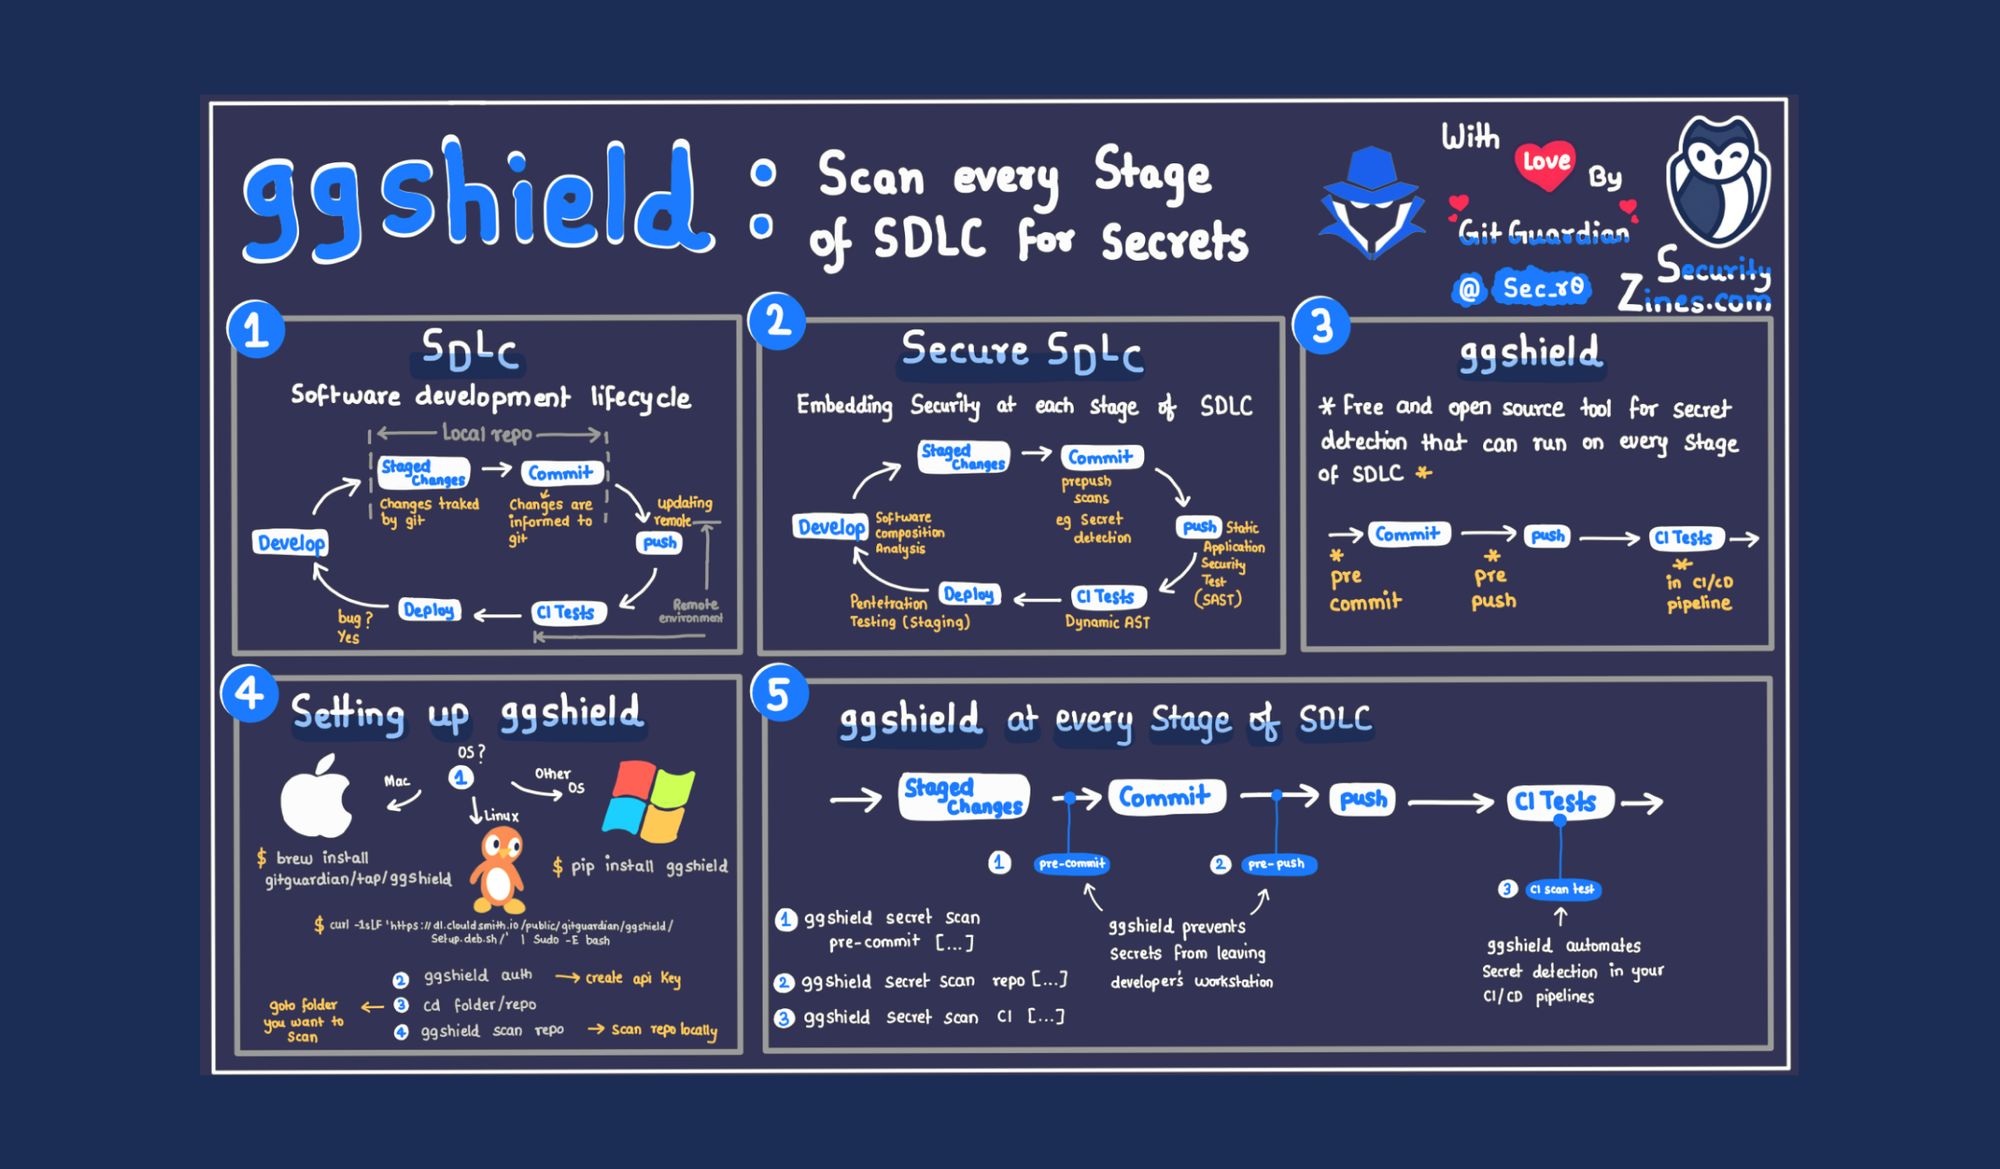 ggshield : Scan every Stage
of SDLC for Secrets
With Love By
Git Guardian
@ Sec_r0
Security
Zines.com
1
SDLC
Software development lifecycle
Local repo
Staged
Changes
Commit
Changes traked
by git
Changes are
informed to
git
updating
remote
push
Develop
Remote
environment
CI Tests
Deploy
bug?
Yes
2
Secure SDLC
Embedding Security at each stage of SDLC
Staged
Changes
Commit
prepush
scans
eg Secret
detection
Develop
Software
composition
Analysis
push
Static
Application
Security
Test
(SAST)
CI Tests
Dynamic AST
Deploy
Pentetration
Testing (Staging)
3
ggshield
* Free and open source tool for secret
detection that can run on every Stage
of SDLC *
Commit
push
CI Tests
*
pre
commit
*
pre
push
*
in CI/CD
pipeline
4
Setting up ggshield
OS?
1
Mac
Linux
Other
OS
$ brew install
gitguardian/tap/ggshield
$ pip install ggshield
$ curl -1sLF 'https://dl.clouldsmith.io/public/gitguardian/ggshield/
Setup.deb.sh/' | Sudo -E bash
2 ggshield auth → create api Key
3 cd folder/repo
goto folder
you want to
scan
4 ggshield scan repo → scan repo locally
5
ggshield at every Stage of SDLC
Staged
Changes
Commit
push
CI Tests
1 pre-commit
2 pre-push
3 CI scan test
1 ggshield secret scan
pre-commit [...]
2 ggshield secret scan repo [...]
3 ggshield secret scan CI [...]
ggshield prevents
Secrets from leaving
developer's workstation
ggshield automates
Secret detection in your
CI/CD pipelines